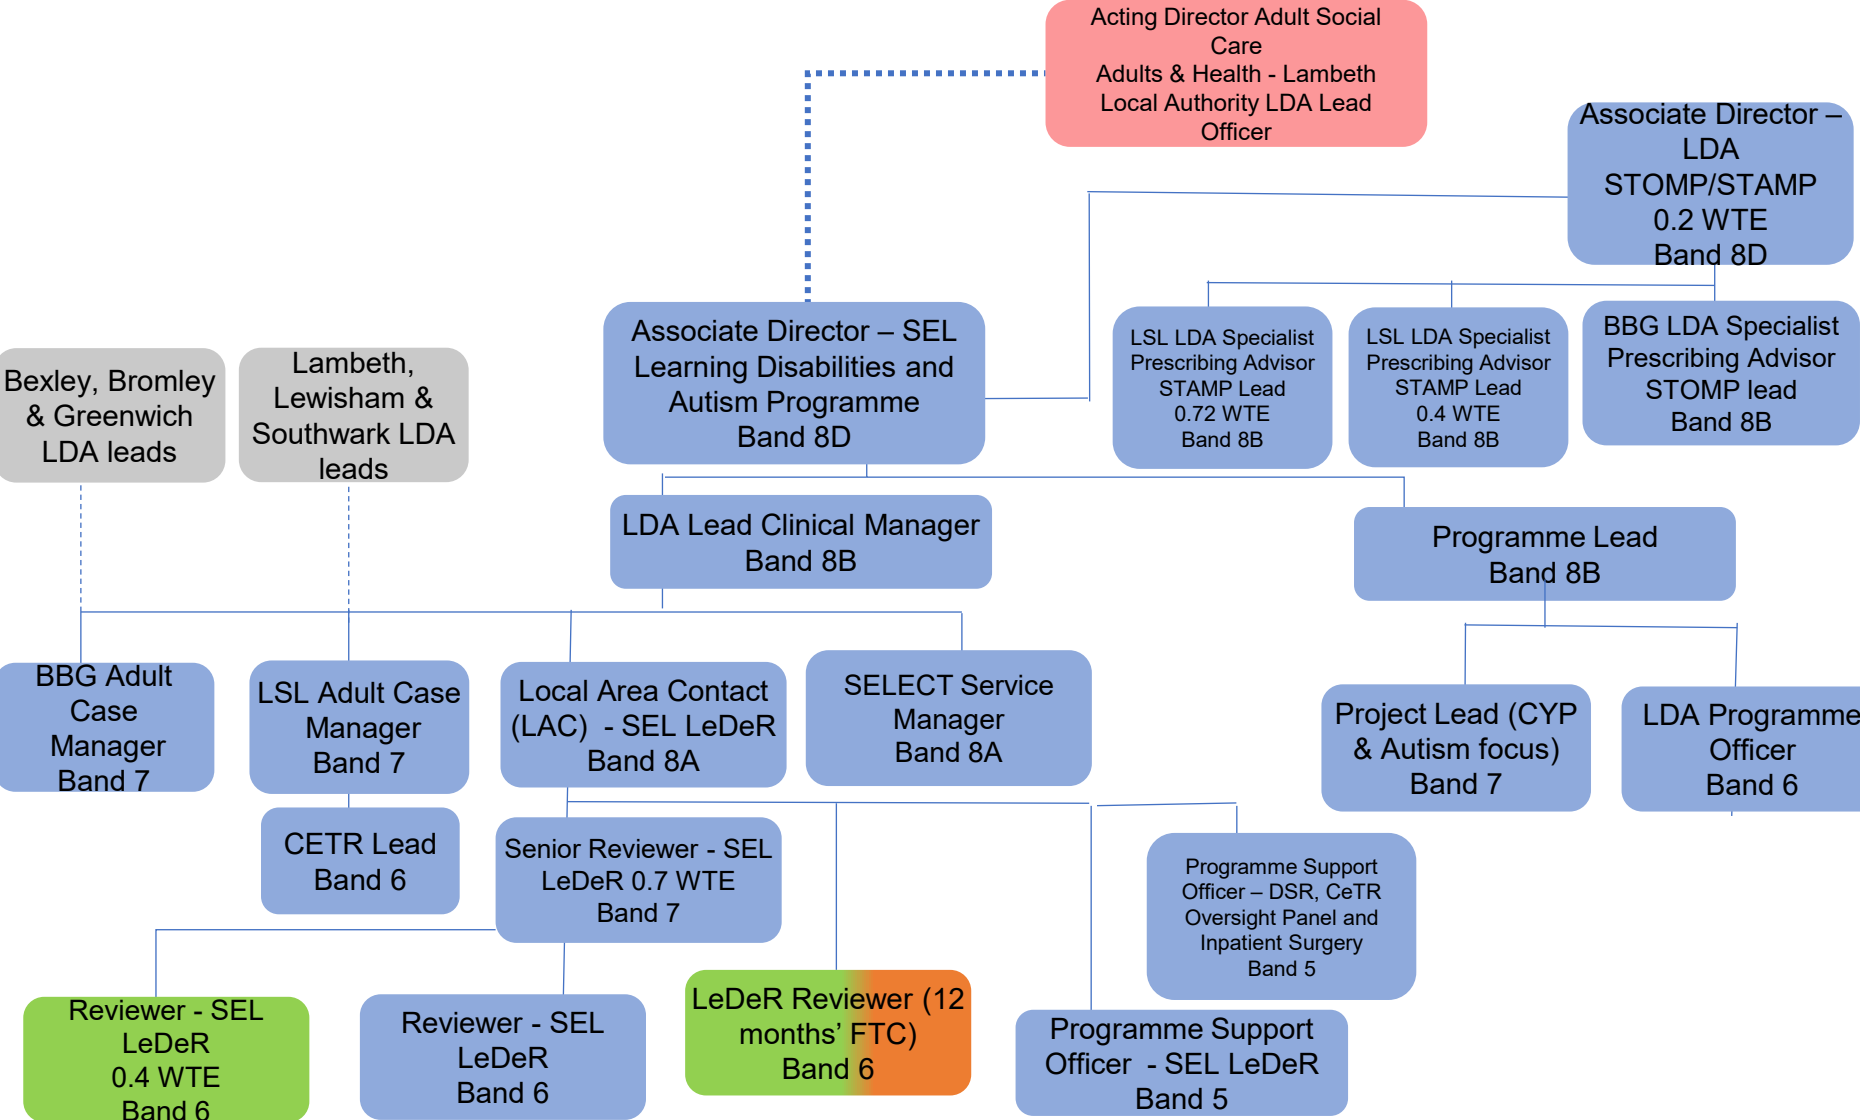 Acting Director Adult Social
Care
Adults & Health - Lambeth
Local Authority LDA Lead
Officer
Associate Director –
LDA
STOMP/STAMP
0.2 WTE
Band 8D
Associate Director – SEL
Learning Disabilities and
Autism Programme
Band 8D
LSL LDA Specialist
Prescribing Advisor
STAMP Lead
0.72 WTE
Band 8B
LSL LDA Specialist
Prescribing Advisor
STAMP Lead
0.4 WTE
Band 8B
BBG LDA Specialist
Prescribing Advisor
STOMP lead
Band 8B
Bexley, Bromley
& Greenwich
LDA leads
Lambeth,
Lewisham &
Southwark LDA
leads
LDA Lead Clinical Manager
Band 8B
Programme Lead
Band 8B
BBG Adult
Case
Manager
Band 7
LSL Adult Case
Manager
Band 7
Local Area Contact
(LAC)  - SEL LeDeR
Band 8A
SELECT Service
Manager
Band 8A
Project Lead (CYP
& Autism focus)
Band 7
LDA Programme
Officer
Band 6
CETR Lead
Band 6
Senior Reviewer - SEL
LeDeR 0.7 WTE
Band 7
Programme Support
Officer – DSR, CeTR
Oversight Panel and
Inpatient Surgery
Band 5
Reviewer - SEL
LeDeR
0.4 WTE
Band 6
Reviewer - SEL
LeDeR
Band 6
LeDeR Reviewer (12
months’ FTC)
Band 6
Programme Support
Officer  - SEL LeDeR
Band 5